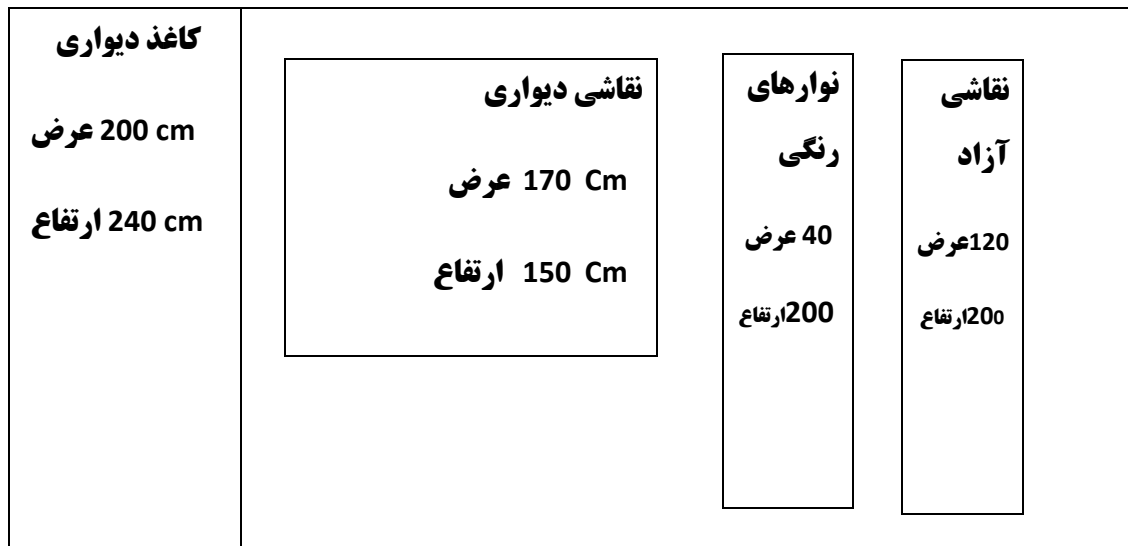 کاغذ دیواری
200 cm عرض
240 cm ارتفاع
نقاشی دیواری
170 Cm عرض
150 Cm ارتفاع
نوارهای
رنگی
40 عرض
200ارتفاع
نقاشی
آزاد
120عرض
200ارتفاع